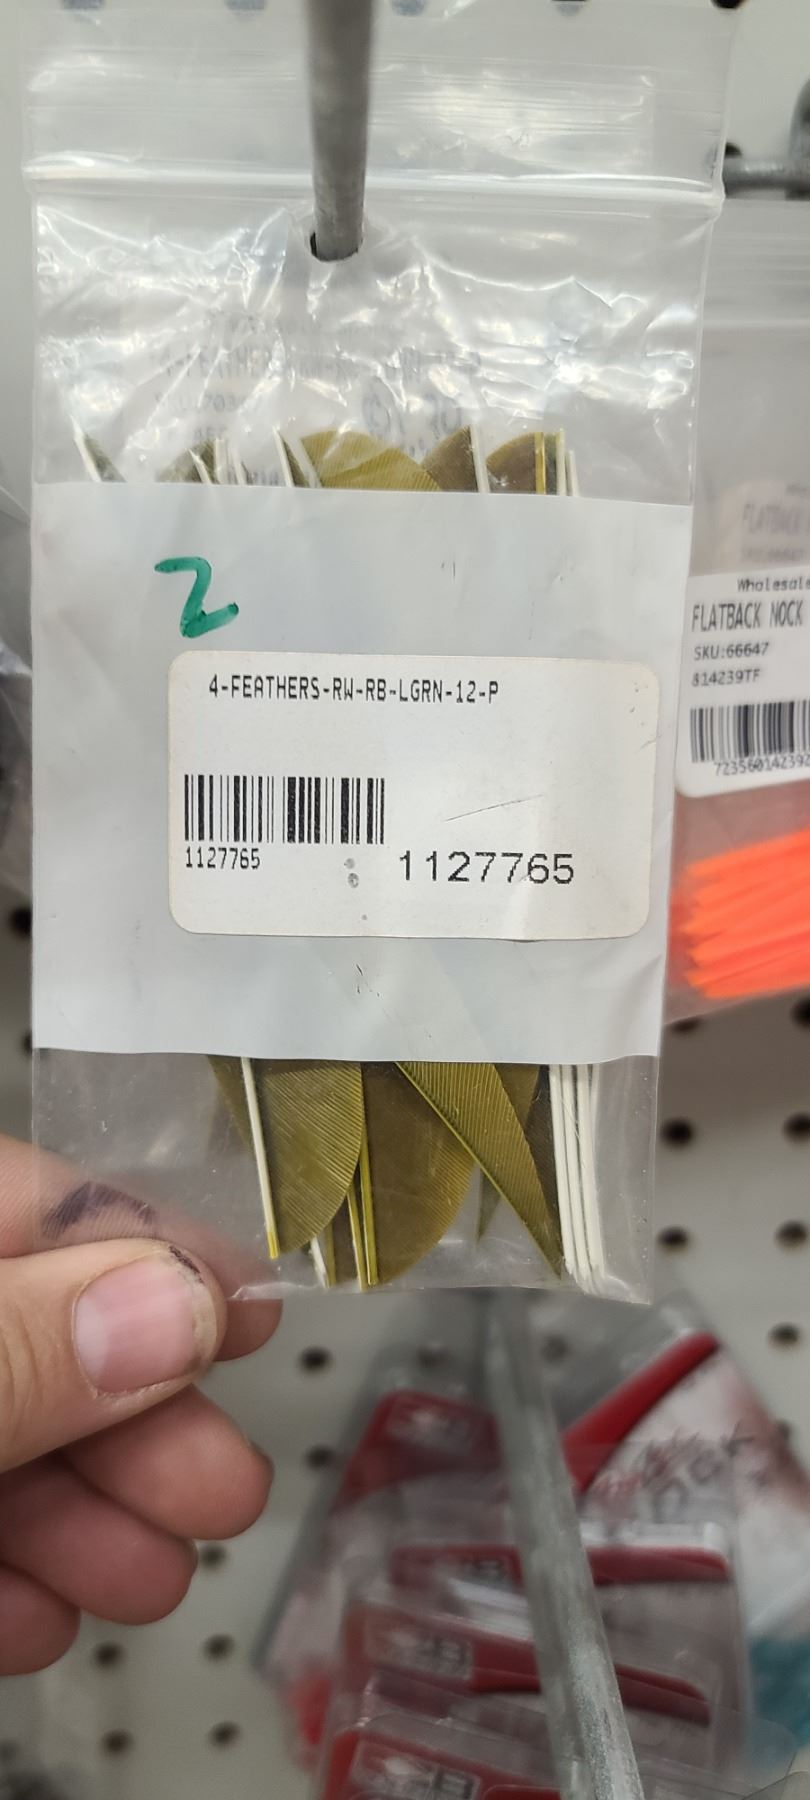 2
4-FEATHERS-RW-RB-LGRN-12-P
1127765
1127765
Wholesale
FLATBACK NOCK
SKU:66647
814239TF